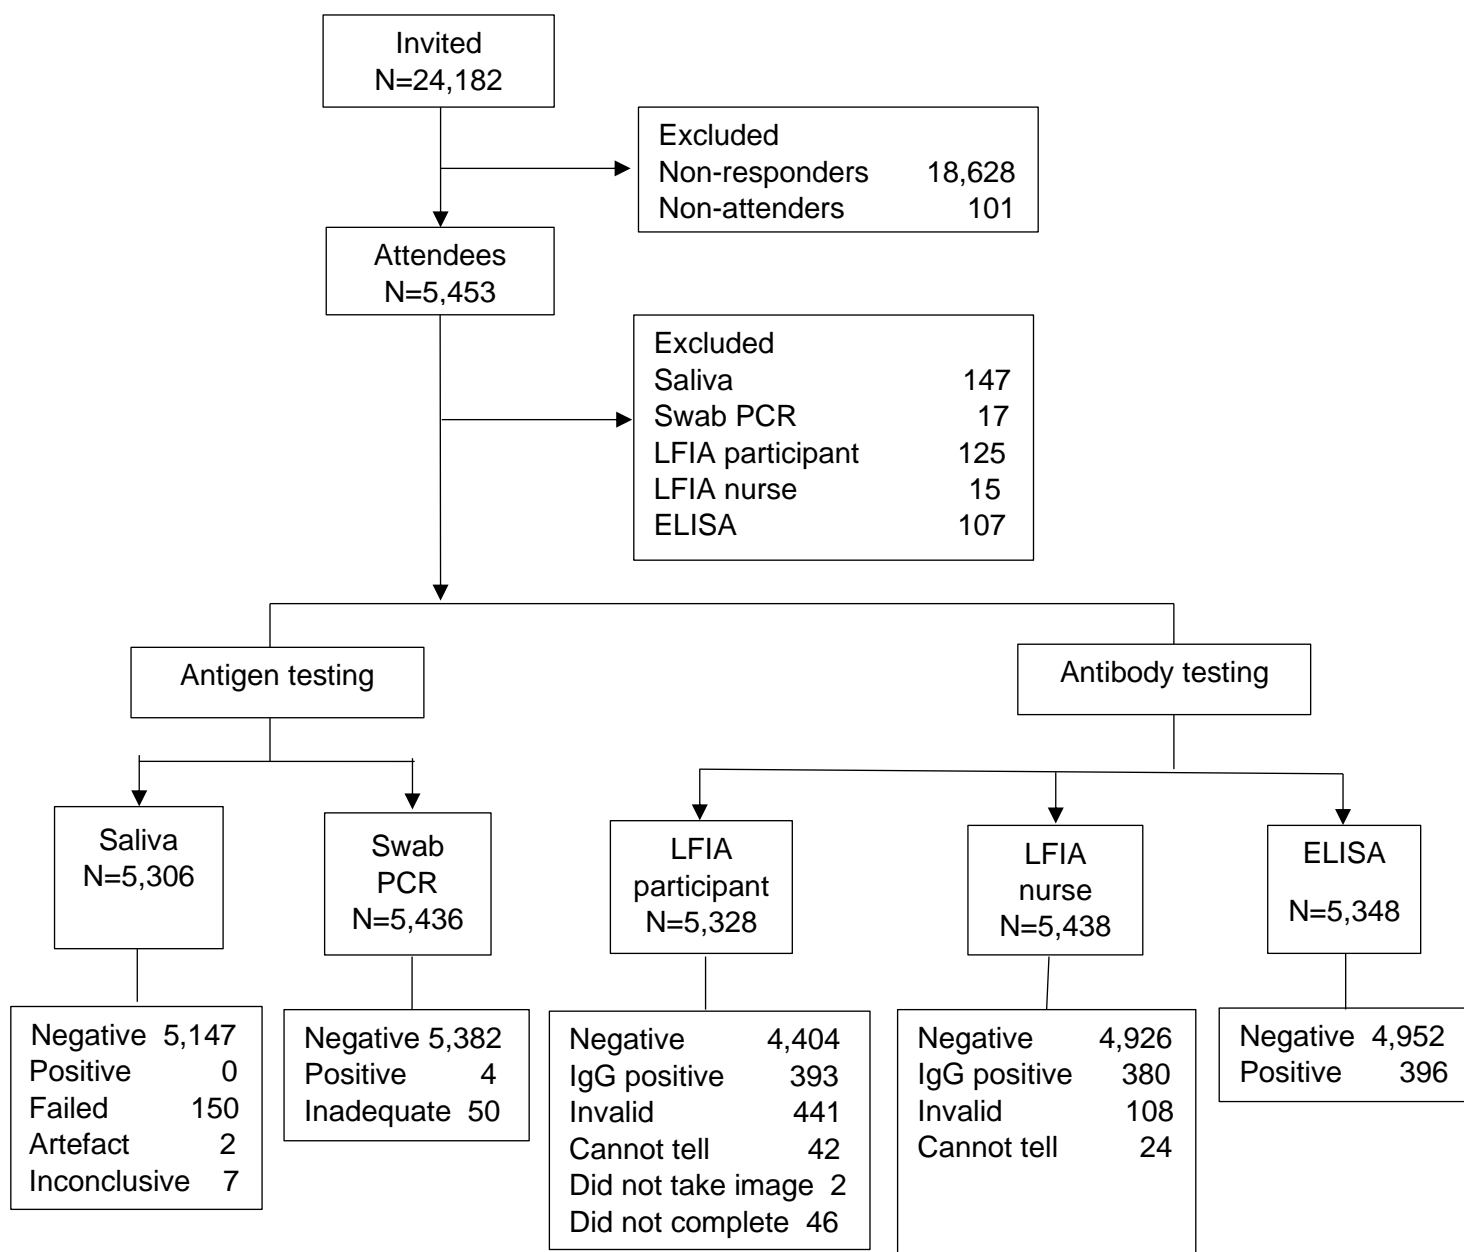 Invited
N=24,182
Excluded
Non-responders 18,628
Non-attenders 101
Attendees
N=5,453
Excluded
Saliva 147
Swab PCR 17
LFIA participant 125
LFIA nurse 15
ELISA 107
Antigen testing
Antibody testing
Saliva
N=5,306
Swab
PCR
N=5,436
LFIA
participant
N=5,328
LFIA
nurse
N=5,438
ELISA
N=5,348
Negative 5,147
Positive 0
Failed 150
Artefact 2
Inconclusive 7
Negative 5,382
Positive 4
Inadequate 50
Negative 4,404
IgG positive 393
Invalid 441
Cannot tell 42
Did not take image 2
Did not complete 46
Negative 4,926
IgG positive 380
Invalid 108
Cannot tell 24
Negative 4,952
Positive 396